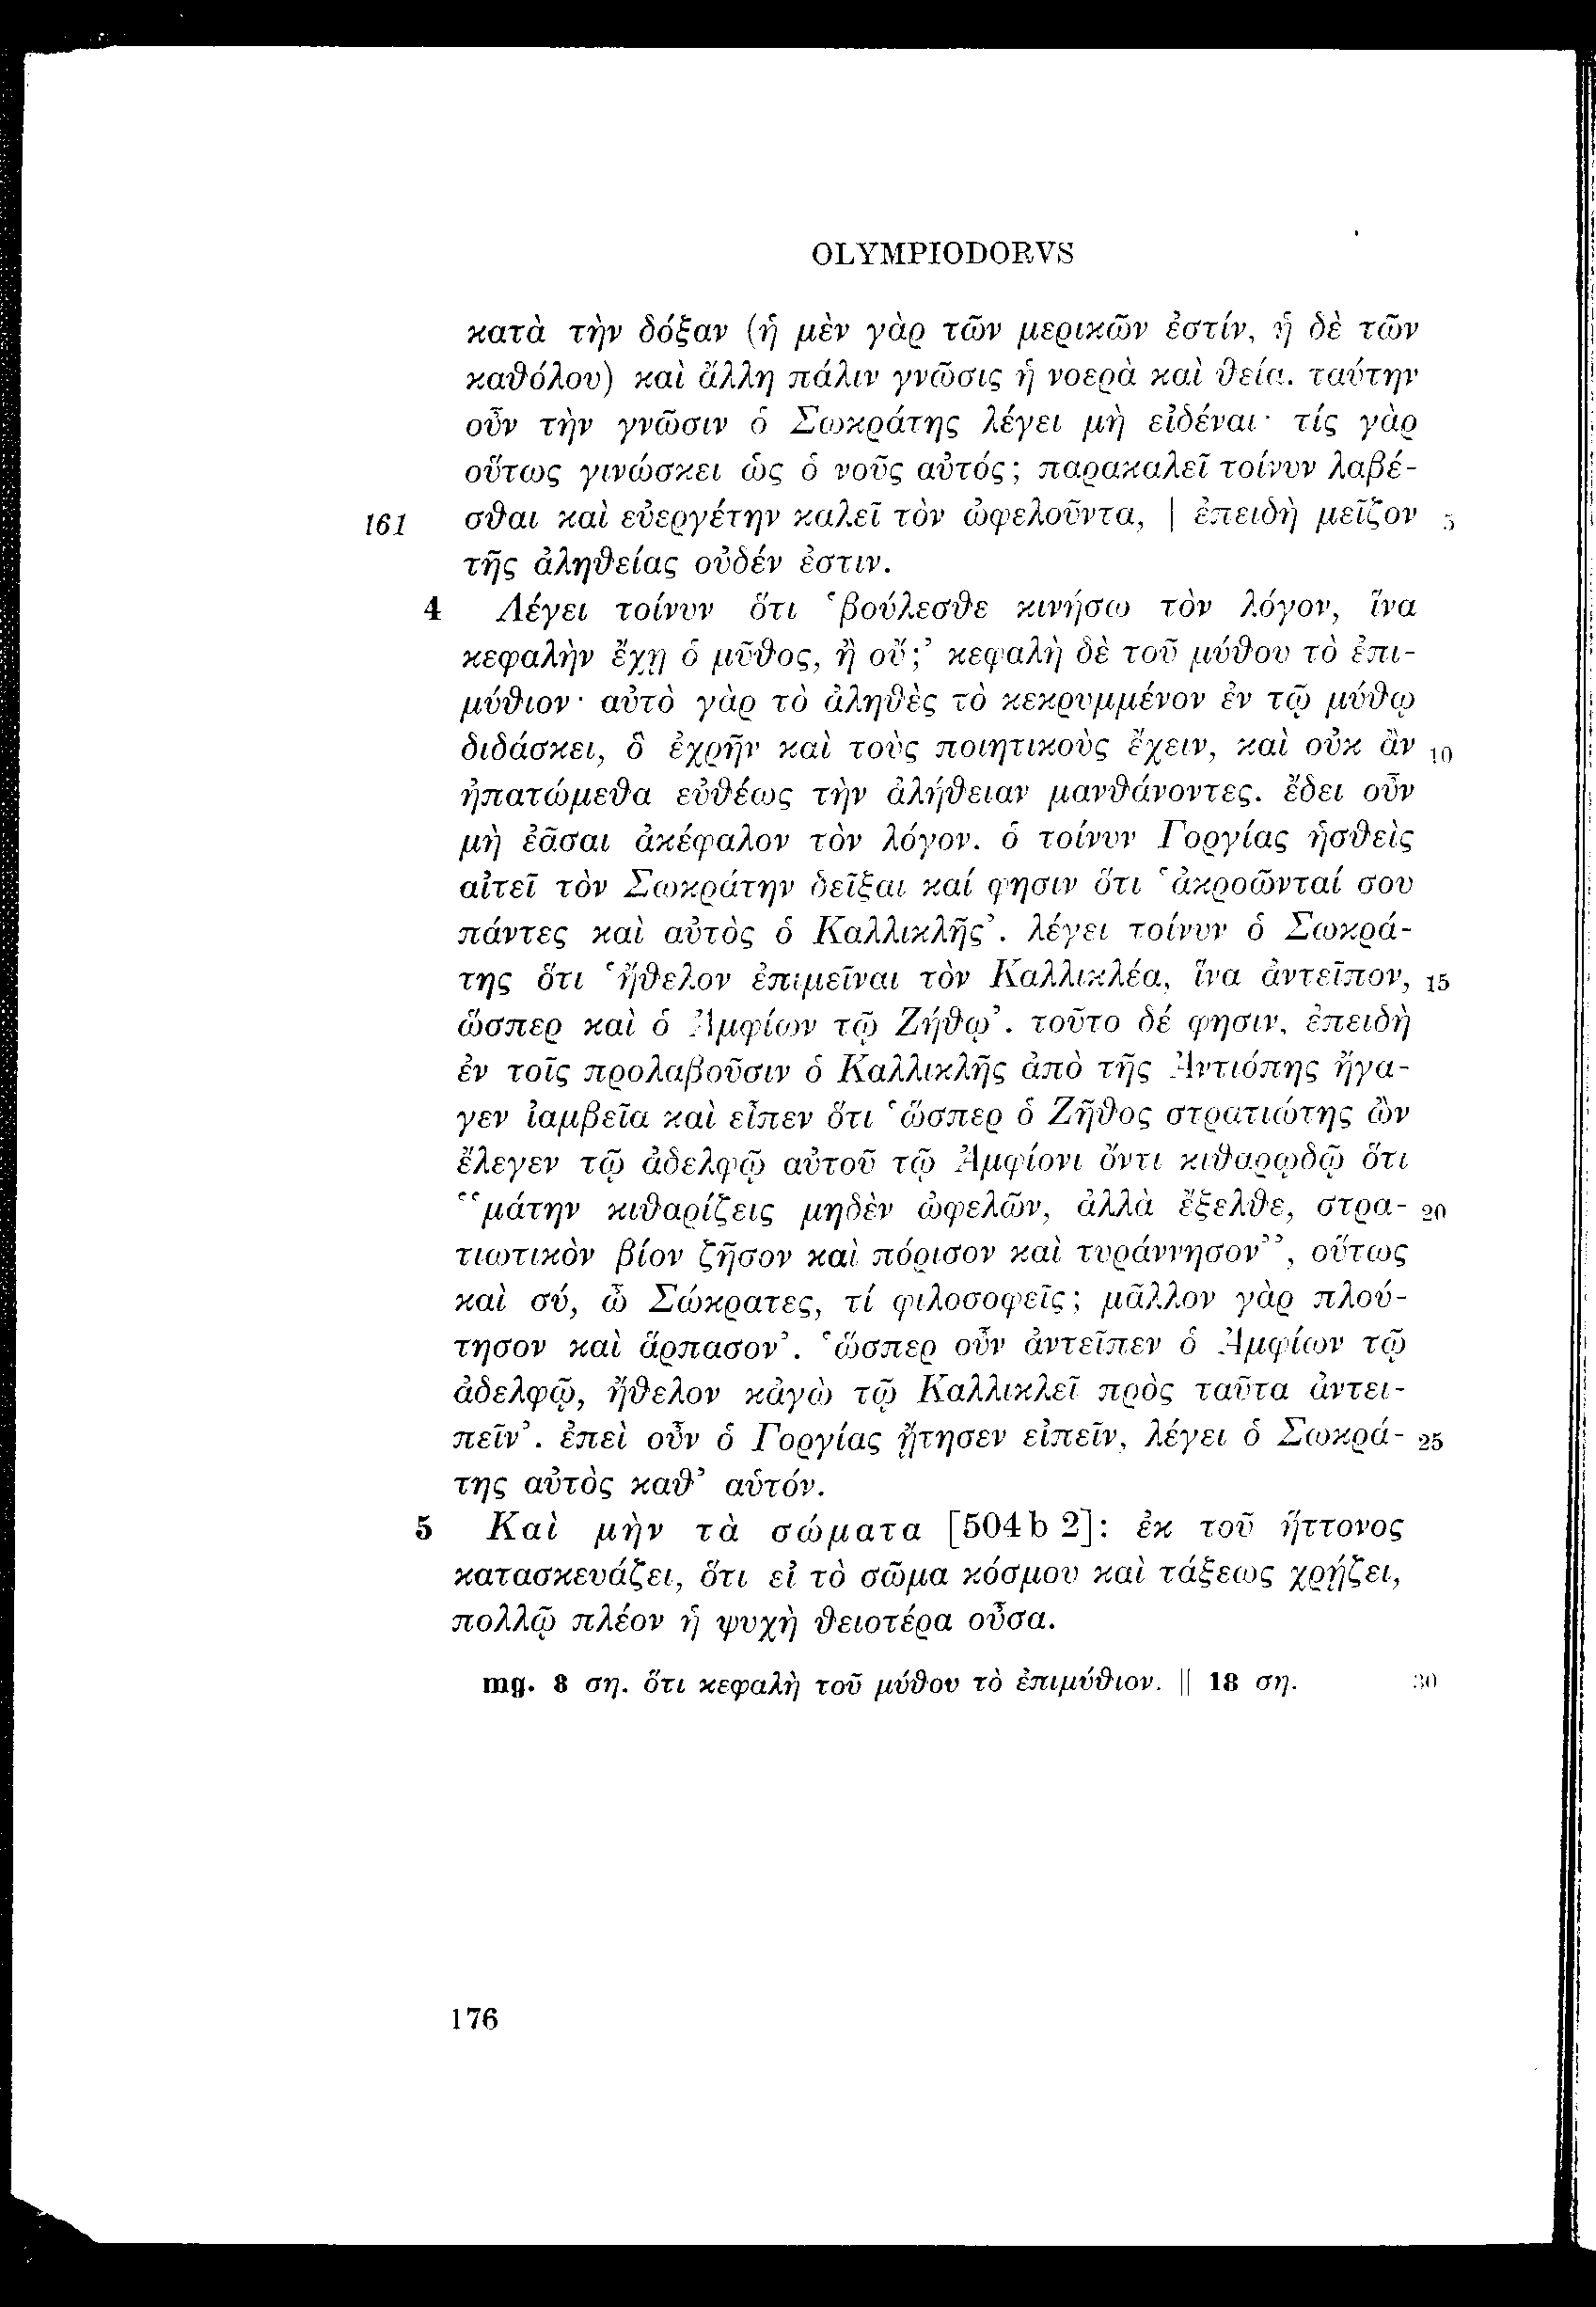 OLYMPIODORVS
κατὰ τὴν δόξαν (ἡ μὲν γὰρ τῶν μερικῶν ἐστίν, ἡ δὲ τῶν
καθόλου) καὶ ἄλλη πάλιν γνῶσις ἡ νοερὰ καὶ θεία. ταύτην
οὖν τὴν γνῶσιν ὁ Σωκράτης λέγει μὴ εἰδέναι· τίς γὰρ
οὕτως γινώσκει ὡς ὁ νοῦς αὐτός; παρακαλεῖ τοίνυν λαβέ-
161 σθαι καὶ εὐεργέτην καλεῖ τὸν ὠφελοῦντα, | ἐπειδὴ μεῖζον 5
τῆς ἀληθείας οὐδέν ἐστιν.
4 Λέγει τοίνυν ὅτι ‘βούλεσθε κινήσω τὸν λόγον, ἵνα
κεφαλὴν ἔχῃ ὁ μῦθος, ἢ οὔ;’ κεφαλὴ δὲ τοῦ μύθου τὸ ἐπι-
μύθιον· αὐτὸ γὰρ τὸ ἀληθὲς τὸ κεκρυμμένον ἐν τῷ μύθῳ
διδάσκει, ὃ ἐχρῆν καὶ τοὺς ποιητικοὺς ἔχειν, καὶ οὐκ ἂν 10
ἠπατώμεθα εὐθέως τὴν ἀλήθειαν μανθάνοντες. ἔδει οὖν
μὴ ἐᾶσαι ἀκέφαλον τὸν λόγον. ὁ τοίνυν Γοργίας ἡσθεὶς
αἰτεῖ τὸν Σωκράτην δεῖξαι καί φησιν ὅτι ‘ἀκροῶνταί σου
πάντες καὶ αὐτὸς ὁ Καλλικλῆς’. λέγει τοίνυν ὁ Σωκρά-
της ὅτι ‘ἤθελον ἐπιμεῖναι τὸν Καλλικλέα, ἵνα ἀντεῖπον, 15
ὥσπερ καὶ ὁ Ἀμφίων τῷ Ζήθῳ’. τοῦτο δέ φησιν, ἐπειδὴ
ἐν τοῖς προλαβοῦσιν ὁ Καλλικλῆς ἀπὸ τῆς Ἀντιόπης ἤγα-
γεν ἰαμβεῖα καὶ εἶπεν ὅτι ‘ὥσπερ ὁ Ζῆθος στρατιώτης ὢν
ἔλεγεν τῷ ἀδελφῷ αὐτοῦ τῷ Ἀμφίονι ὄντι κιθαρῳδῷ ὅτι
“μάτην κιθαρίζεις μηδὲν ὠφελῶν, ἀλλὰ ἔξελθε, στρα- 20
τιωτικὸν βίον ζῆσον καὶ πόρισον καὶ τυράννησον”, οὕτως
καὶ σύ, ὦ Σώκρατες, τί φιλοσοφεῖς; μᾶλλον γὰρ πλού-
τησον καὶ ἅρπασον’. ‘ὥσπερ οὖν ἀντεῖπεν ὁ Ἀμφίων τῷ
ἀδελφῷ, ἤθελον κἀγὼ τῷ Καλλικλεῖ πρὸς ταῦτα ἀντει-
πεῖν’. ἐπεὶ οὖν ὁ Γοργίας ᾔτησεν εἰπεῖν, λέγει ὁ Σωκρά- 25
της αὐτὸς καθ’ αὑτόν.
5 Καὶ μὴν τὰ σώματα [504b 2]: ἐκ τοῦ ἥττονος
κατασκευάζει, ὅτι εἰ τὸ σῶμα κόσμου καὶ τάξεως χρῄζει,
πολλῷ πλέον ἡ ψυχὴ θειοτέρα οὖσα.
mg. 8 ση. ὅτι κεφαλὴ τοῦ μύθου τὸ ἐπιμύθιον. || 18 ση. 30
176